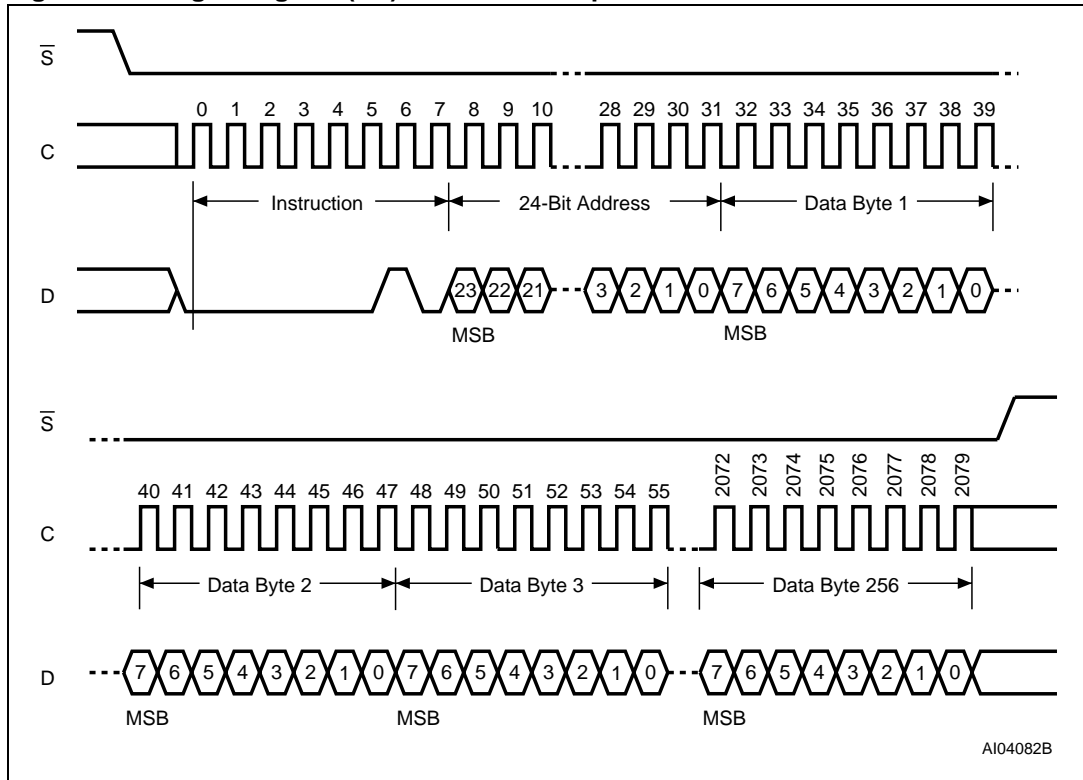 S
0 1 2 3 4 5 6 7 8 9 10 28 29 30 31 32 33 34 35 36 37 38 39
C
Instruction 24-Bit Address Data Byte 1
D 23 22 21 3 2 1 0 7 6 5 4 3 2 1 0
MSB MSB
S
40 41 42 43 44 45 46 47 48 49 50 51 52 53 54 55 2072 2073 2074 2075 2076 2077 2078 2079
C
Data Byte 2 Data Byte 3 Data Byte 256
D 7 6 5 4 3 2 1 0 7 6 5 4 3 2 1 0 7 6 5 4 3 2 1 0
MSB MSB MSB
AI04082B